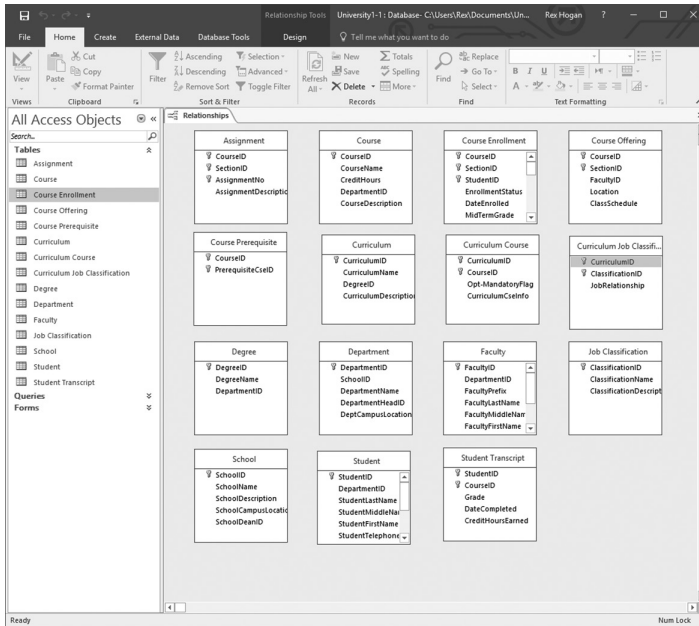 Relationship Tools University1-1 : Database- C:\Users\Rex\Documents\Un... Rex Hogan ?
File Home Create External Data Database Tools Design Tell me what you want to do
View
Views
Paste
Cut
Copy
Format Painter
Clipboard
Filter
Ascending
Descending
Remove Sort
Selection
Advanced
Toggle Filter
Sort & Filter
Refresh All
New
Save
Delete
Totals
Spelling
More
Records
Find
Replace
Go To
Select
Find
B I U
A
Text Formatting
All Access Objects
Search...
Tables
Assignment
Course
Course Enrollment
Course Offering
Course Prerequisite
Curriculum
Curriculum Course
Curriculum Job Classification
Degree
Department
Faculty
Job Classification
School
Student
Student Transcript
Queries
Forms
Relationships
Assignment
CourseID
SectionID
AssignmentNo
AssignmentDescriptic
Course
CourseID
CourseName
CreditHours
DepartmentID
CourseDescription
Course Enrollment
CourseID
SectionID
StudentID
EnrollmentStatus
DateEnrolled
MidTermGrade
Course Offering
CourseID
SectionID
FacultyID
Location
ClassSchedule
Course Prerequisite
CourseID
PrerequisiteCseID
Curriculum
CurriculumID
CurriculumName
DegreeID
CurriculumDescription
Curriculum Course
CurriculumID
CourseID
Opt-MandatoryFlag
CurriculumCseInfo
Curriculum Job Classifi...
CurriculumID
ClassificationID
JobRelationship
Degree
DegreeID
DegreeName
DepartmentID
Department
DepartmentID
SchoolID
DepartmentName
DepartmentHeadID
DeptCampusLocation
Faculty
FacultyID
DepartmentID
FacultyPrefix
FacultyLastName
FacultyMiddleNam
FacultyFirstName
Job Classification
ClassificationID
ClassificationName
ClassificationDescript
School
SchoolID
SchoolName
SchoolDescription
SchoolCampusLocatic
SchoolDeanID
Student
StudentID
DepartmentID
StudentLastName
StudentMiddleNar
StudentFirstName
StudentTelephone
Student Transcript
StudentID
CourseID
Grade
DateCompleted
CreditHoursEarned
Ready Num Lock